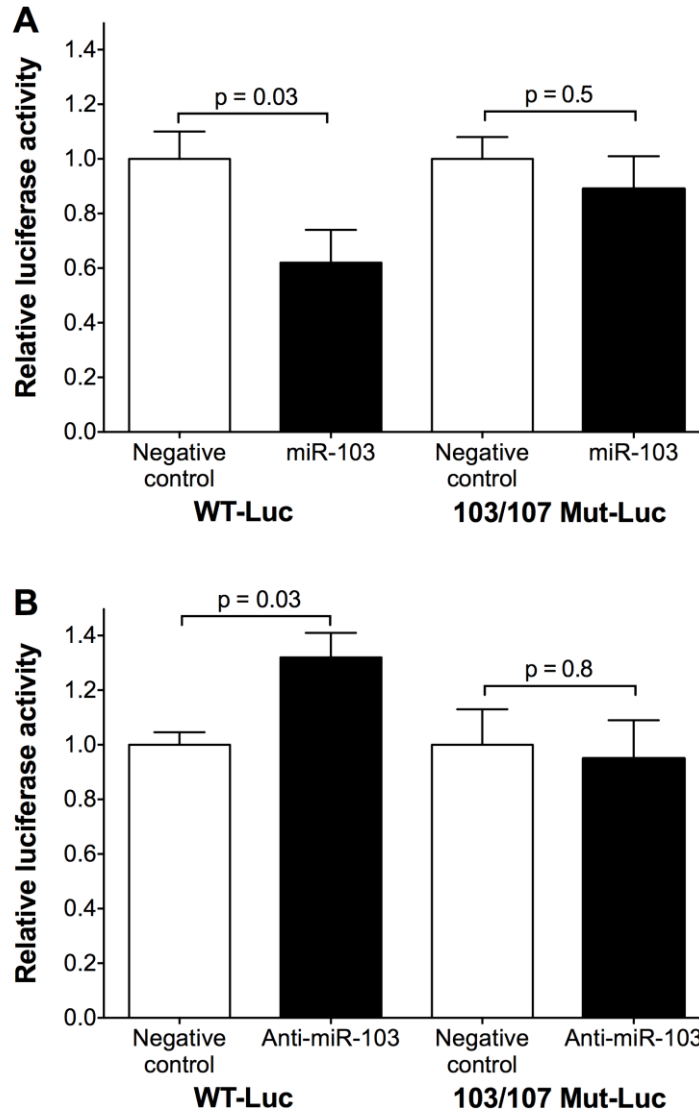 A
Relative luciferase activity
1.4
1.2
1.0
0.8
0.6
0.4
0.2
0.0
p = 0.03
p = 0.5
Negative control
miR-103
Negative control
miR-103
WT-Luc
103/107 Mut-Luc
B
Relative luciferase activity
1.4
1.2
1.0
0.8
0.6
0.4
0.2
0.0
p = 0.03
p = 0.8
Negative control
Anti-miR-103
Negative control
Anti-miR-103
WT-Luc
103/107 Mut-Luc